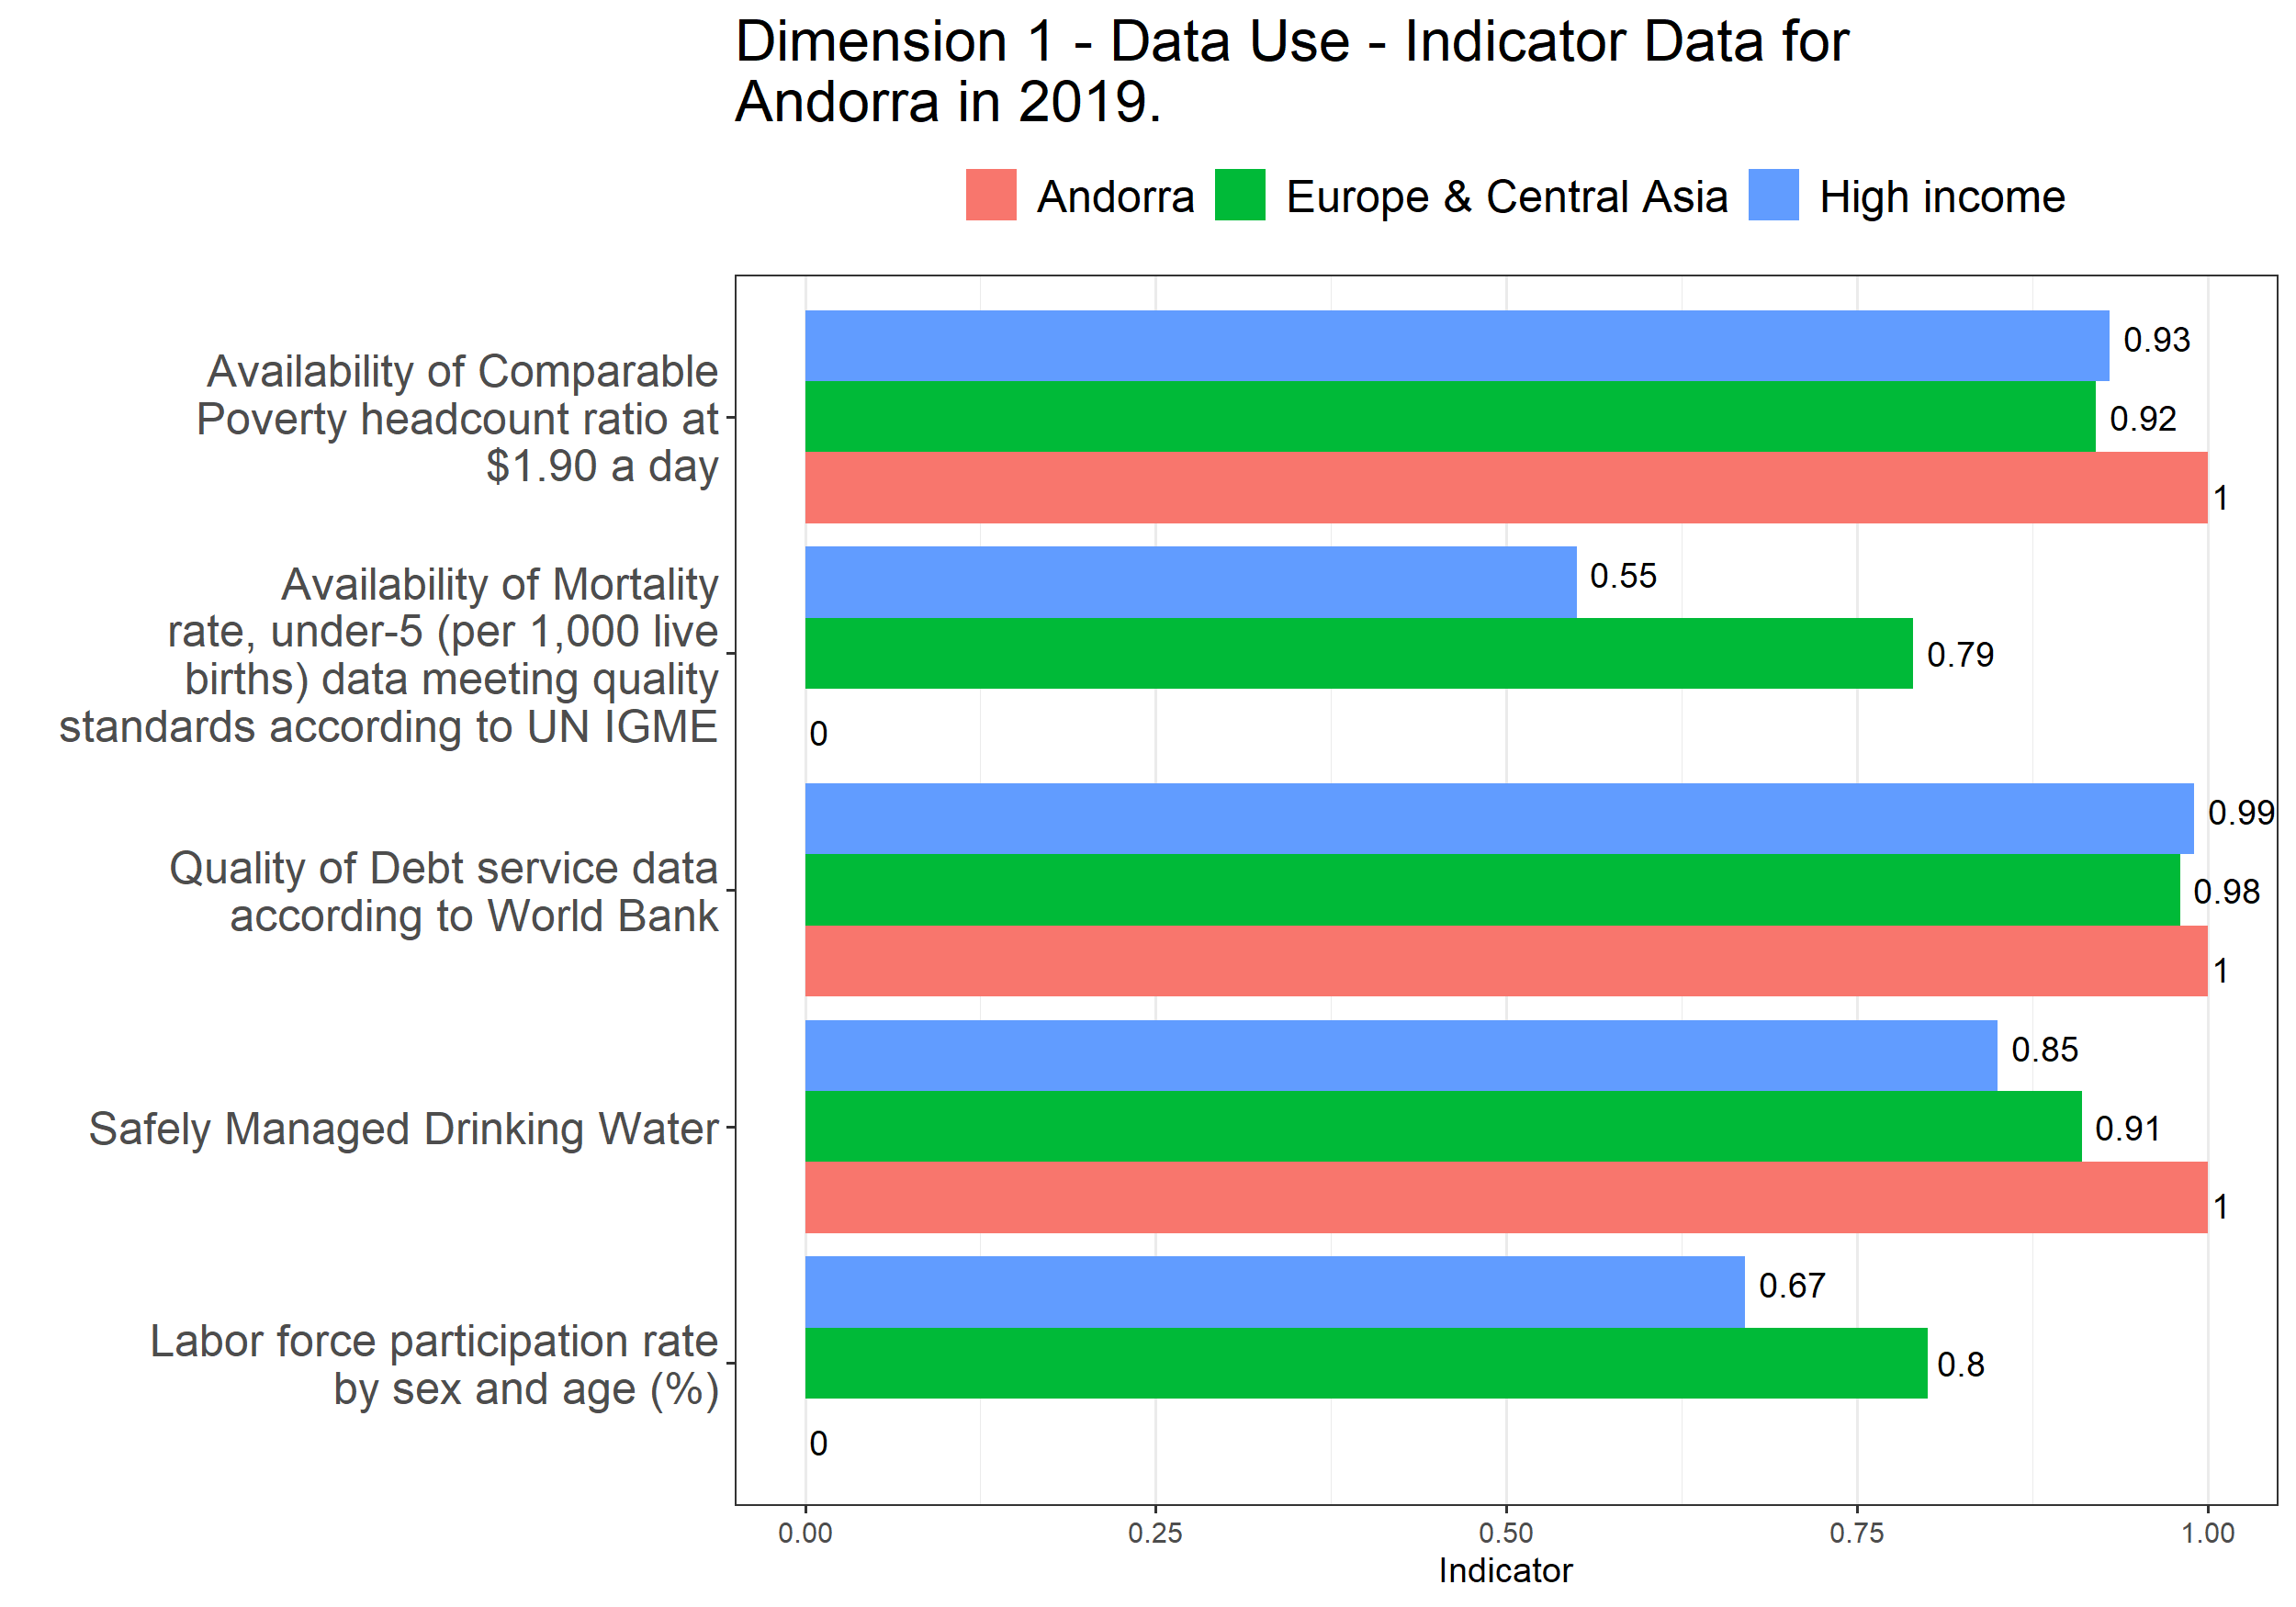 Dimension 1 - Data Use - Indicator Data for
Andorra in 2019.
Andorra
Europe & Central Asia
High income
Availability of Comparable
Poverty headcount ratio at
$1.90 a day
0.93
0.92
1
Availability of Mortality
rate, under-5 (per 1,000 live
births) data meeting quality
standards according to UN IGME
0.55
0.79
0
Quality of Debt service data
according to World Bank
0.99
0.98
1
Safely Managed Drinking Water
0.85
0.91
1
Labor force participation rate
by sex and age (%)
0.67
0.8
0
0.00
0.25
0.50
0.75
1.00
Indicator